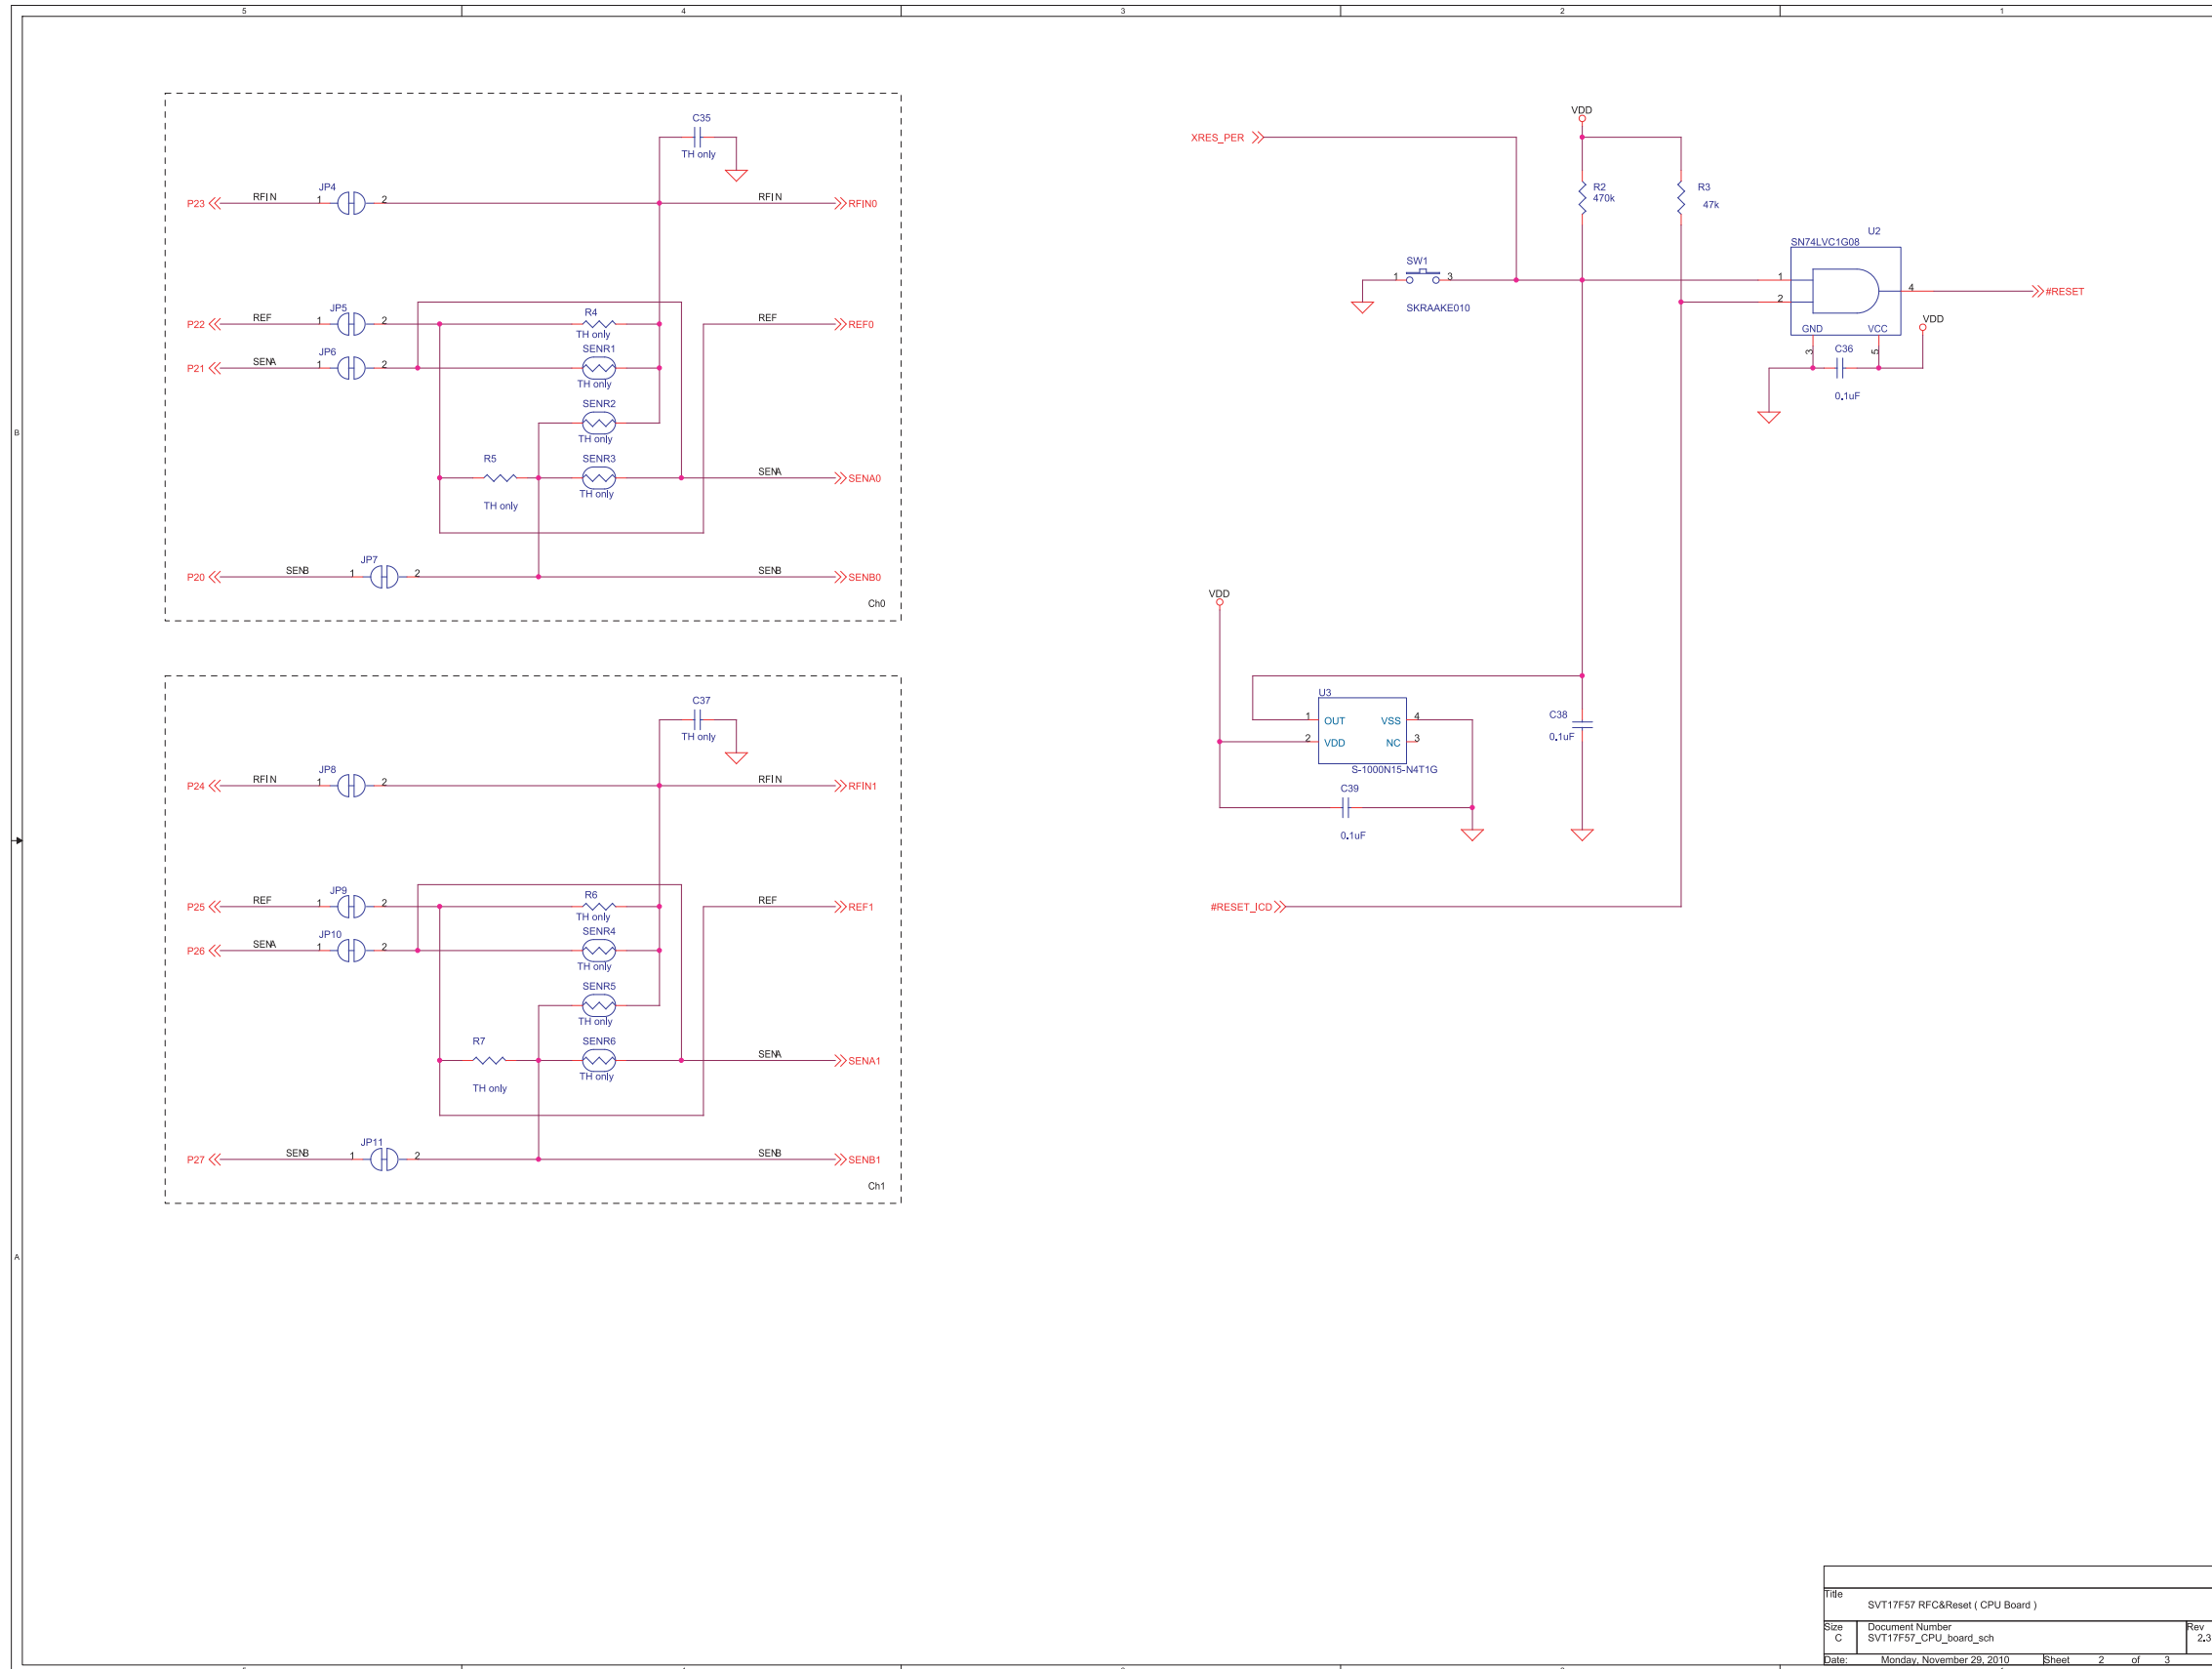 5 4 3 2 1
C35
TH only
P23 RFIN 1 JP4 2 RFIN RFIN0
P22 REF 1 JP5 2 R4 REF REF0
TH only
P21 SENA 1 JP6 2 SENR1
TH only
SENR2
TH only
R5 SENR3 SENA SENA0
TH only
TH only
P20 SENB 1 JP7 2 SENB SENB0
Ch0
C37
TH only
P24 RFIN 1 JP8 2 RFIN RFIN1
P25 REF 1 JP9 2 R6 REF REF1
TH only
P26 SENA 1 JP10 2 SENR4
TH only
SENR5
TH only
R7 SENR6 SENA SENA1
TH only
TH only
P27 SENB 1 JP11 2 SENB SENB1
Ch1
B
A
VDD
XRES_PER
R2
470k
R3
47k
U2
SN74LVC1G08
SW1
1 3
SKRAAKE010
1
2
4
#RESET
GND VCC
3 5
VDD
C36
0.1uF
VDD
U3
1 OUT VSS 4
2 VDD NC 3
S-1000N15-N4T1G
C38
0.1uF
C39
0.1uF
#RESET_ICD
Title
SVT17F57 RFC&Reset ( CPU Board )
Size Document Number Rev
C SVT17F57_CPU_board_sch 2.3
Date: Monday, November 29, 2010 Sheet 2 of 3